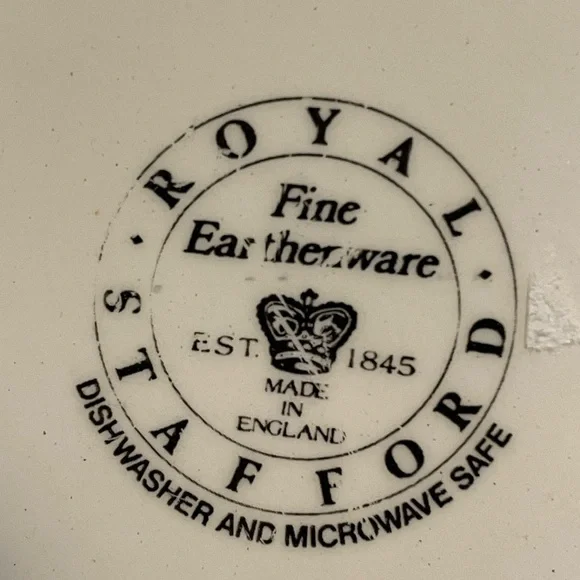 ROYAL
Fine
Earthenware
EST. 1845
MADE
IN
ENGLAND
STAFFORD
DISHWASHER AND MICROWAVE SAFE